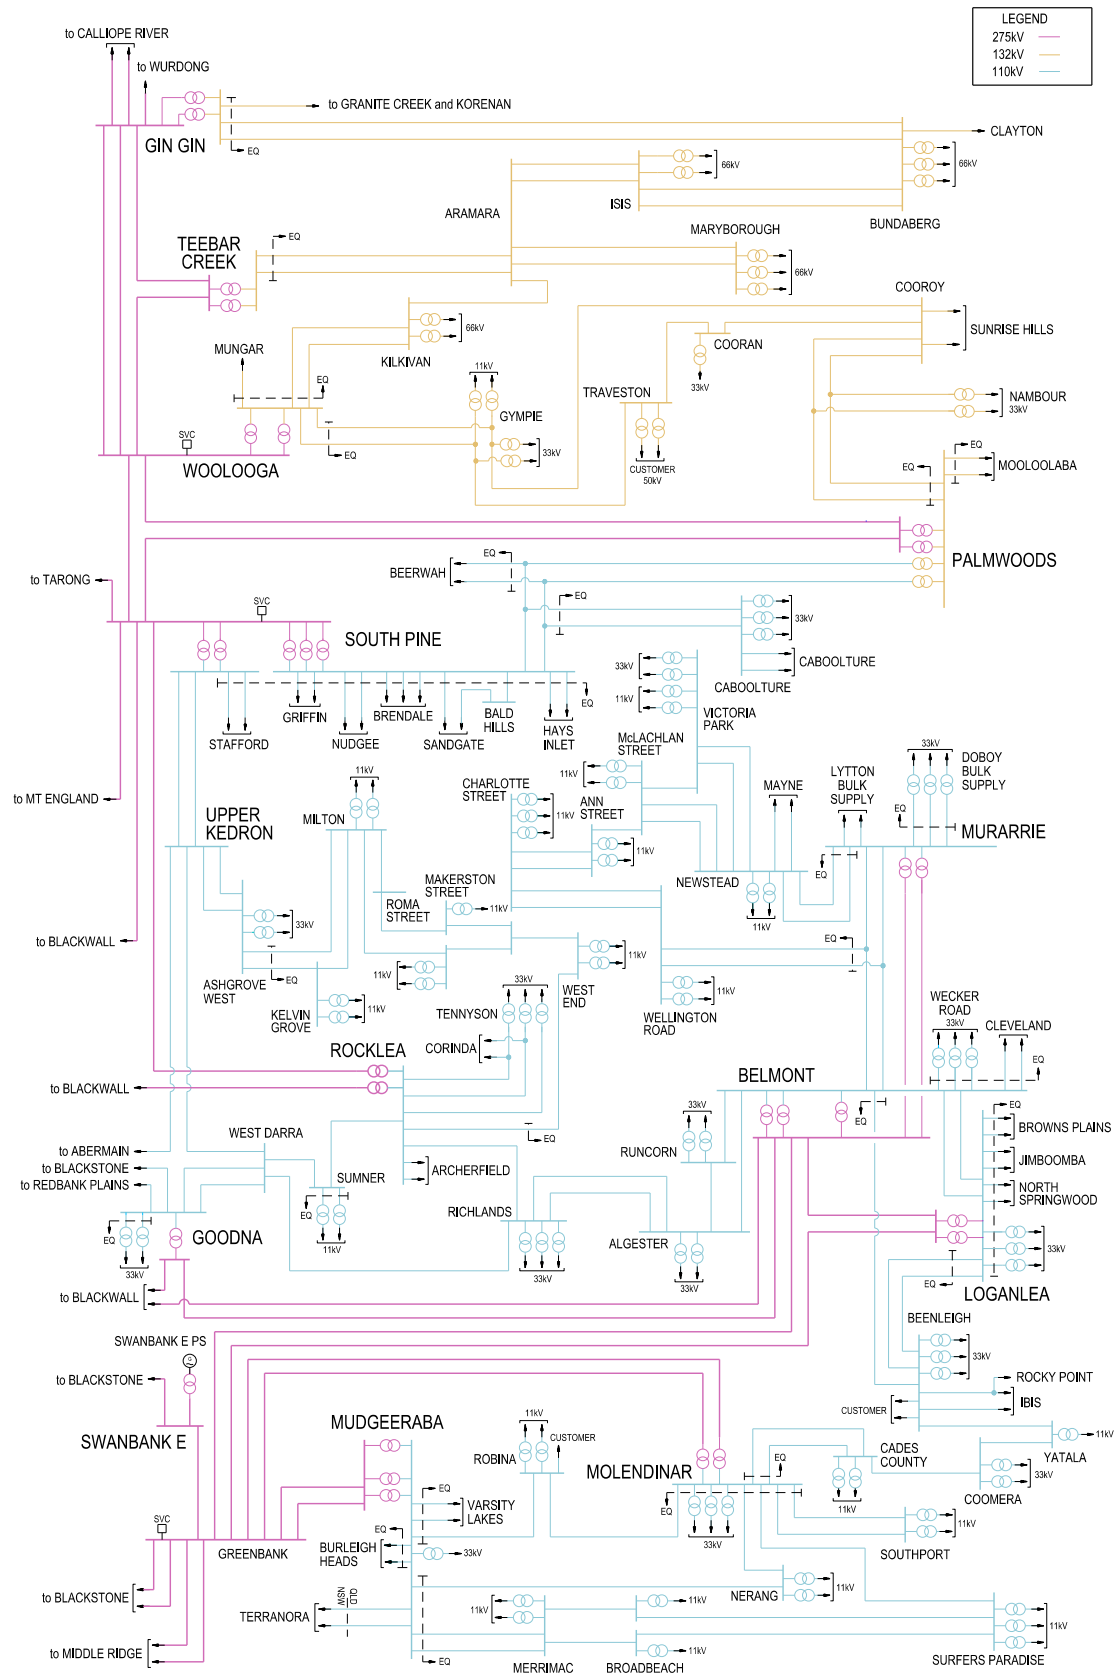 LEGEND
275kV
132kV
110kV
to CALLIOPE RIVER
to WURDONG
to GRANITE CREEK and KORENAN
GIN GIN
EQ
CLAYTON
66kV
66kV
ISIS
BUNDABERG
ARAMARA
MARYBOROUGH
66kV
TEEBAR
CREEK
EQ
COOROY
SUNRISE HILLS
66kV
KILKIVAN
COORAN
33kV
MUNGAR
EQ
11kV
GYMPIE
TRAVESTON
NAMBOUR
33kV
SVC
WOOLOOGA
EQ
33kV
CUSTOMER
50kV
EQ
EQ
MOOLOOLABA
PALMWOODS
EQ
BEERWAH
to TARONG
SVC
SOUTH PINE
EQ
33kV
CABOOLTURE
CABOOLTURE
33kV
11kV
VICTORIA
PARK
EQ
STAFFORD
GRIFFIN
NUDGEE
BRENDALE
SANDGATE
BALD
HILLS
HAYS
INLET
McLACHLAN
STREET
11kV
to MT ENGLAND
11kV
MILTON
CHARLOTTE
STREET
11kV
ANN
STREET
11kV
MAYNE
LYTTON
BULK
SUPPLY
33kV
DOBOY
BULK
SUPPLY
EQ
MURARRIE
UPPER
KEDRON
EQ
NEWSTEAD
11kV
MAKERSTON
STREET
11kV
ROMA
STREET
33kV
to BLACKWALL
ASHGROVE
WEST
EQ
KELVIN
GROVE
11kV
11kV
11kV
WEST
END
EQ
11kV
WELLINGTON
ROAD
33kV
TENNYSON
CORINDA
ROCKLEA
to BLACKWALL
WECKER
ROAD
33kV
CLEVELAND
EQ
BELMONT
EQ
EQ
BROWNS PLAINS
JIMBOOMBA
NORTH
SPRINGWOOD
33kV
RUNCORN
EQ
ARCHERFIELD
WEST DARRA
to ABERMAIN
to BLACKSTONE
to REDBANK PLAINS
SUMNER
EQ
11kV
RICHLANDS
33kV
ALGESTER
33kV
EQ
GOODNA
33kV
33kV
EQ
LOGANLEA
to BLACKWALL
BEENLEIGH
33kV
SWANBANK E PS
G
to BLACKSTONE
SWANBANK E
ROCKY POINT
IBIS
CUSTOMER
YATALA
11kV
MUDGEERABA
11kV
CUSTOMER
ROBINA
MOLENDINAR
EQ
CADES
COUNTY
11kV
33kV
COOMERA
EQ
VARSITY
LAKES
EQ
33kV
EQ
11kV
SOUTHPORT
SVC
GREENBANK
EQ
BURLEIGH
HEADS
33kV
to BLACKSTONE
NERANG
11kV
QLD
NSW
TERRANORA
11kV
11kV
to MIDDLE RIDGE
EQ
MERRIMAC
11kV
BROADBEACH
11kV
SURFERS PARADISE